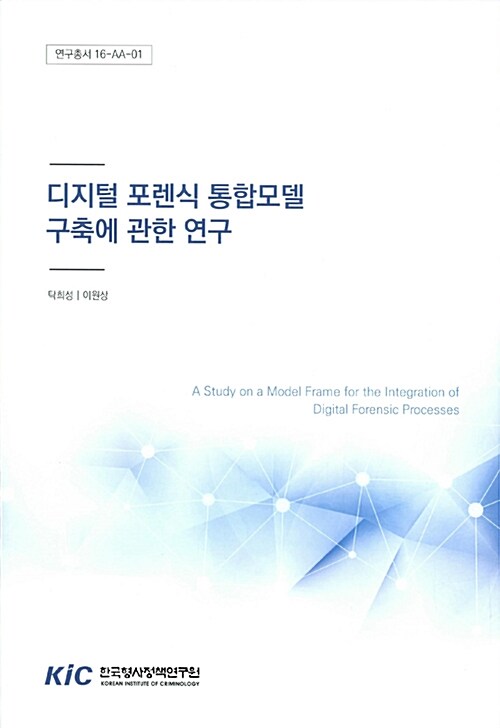 연구총서 16-AA-01
디지털 포렌식 통합모델
구축에 관한 연구
탁희성 | 이원상
A Study on a Model Frame for the Integration of
Digital Forensic Processes
KiC 한국형사정책연구원
KOREAN INSTITUTE OF CRIMINOLOGY